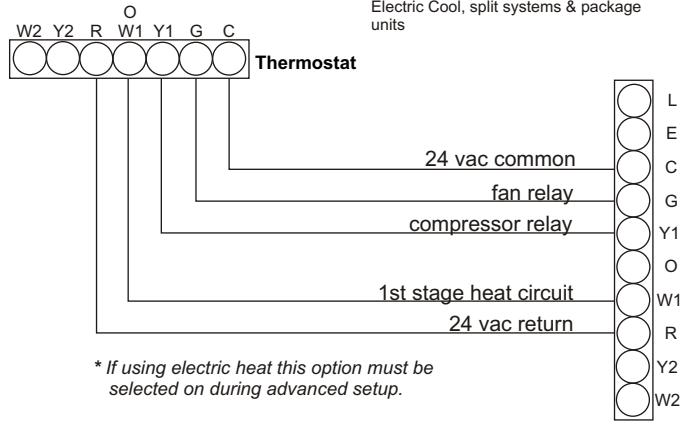 Electric Cool, split systems & package
units
O
W2 Y2 R W1 Y1 G C
Thermostat
L
E
24 vac common C
fan relay G
compressor relay Y1
O
1st stage heat circuit W1
24 vac return R
Y2
W2
* If using electric heat this option must be
selected on during advanced setup.